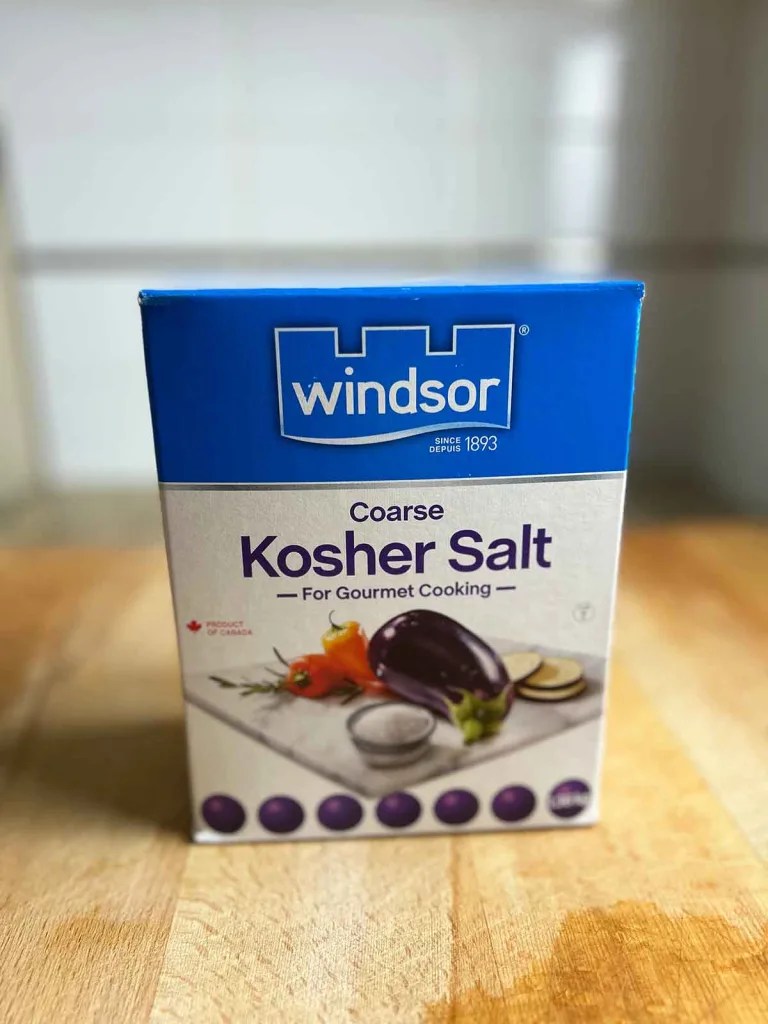 windsor®
SINCE
DEPUIS 1893
Coarse
Kosher Salt
— For Gourmet Cooking —
PRODUCT
OF CANADA